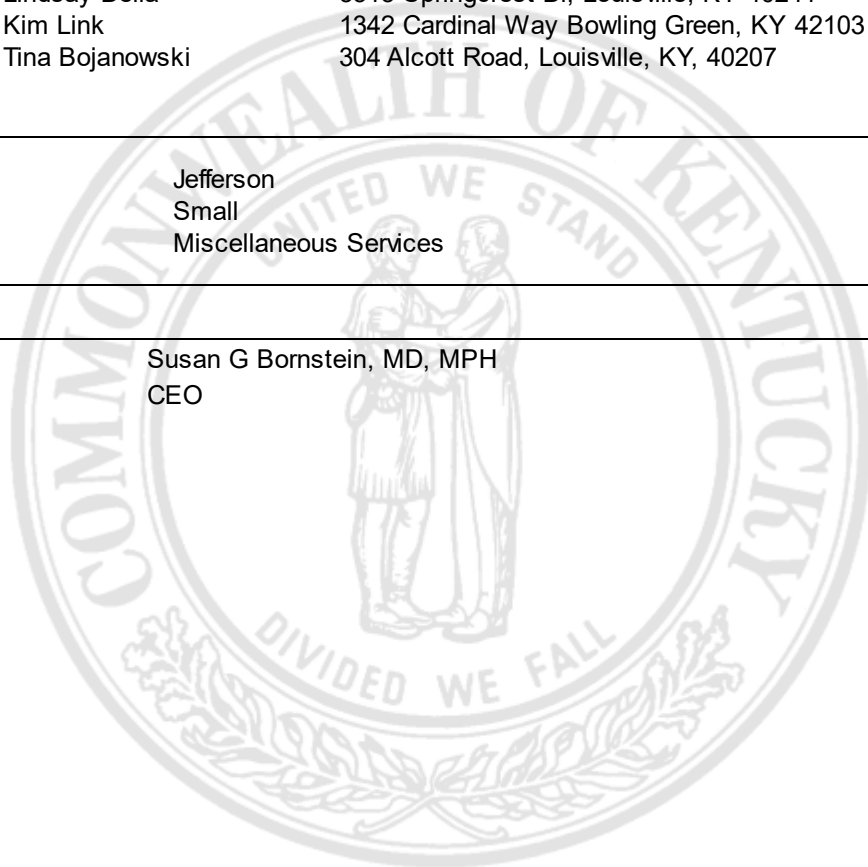 Kim Link 1342 Cardinal Way Bowling Green, KY 42103
Tina Bojanowski 304 Alcott Road, Louisville, KY, 40207
COMMONWEALTH OF KENTUCKY
UNITED WE STAND
Jefferson
Small
Miscellaneous Services
Susan G Bornstein, MD, MPH
CEO
DIVIDED WE FALL